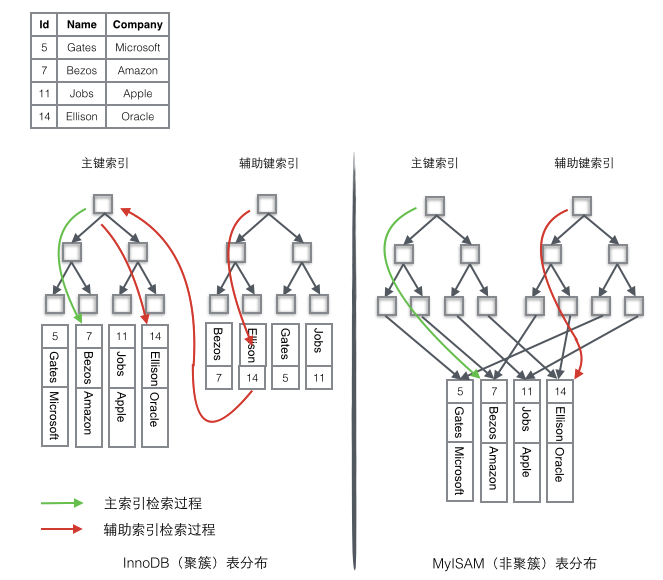 Id Name Company
5 Gates Microsoft
7 Bezos Amazon
11 Jobs Apple
14 Ellison Oracle
主键索引 辅助键索引 主键索引 辅助键索引
5 7 11 14
Gates Bezos Jobs Ellison
Microsoft Amazon Apple Oracle
Bezos Ellison Gates Jobs
7 14 5 11
5 7 11 14
Gates Bezos Jobs Ellison
Microsoft Amazon Apple Oracle
主索引检索过程
辅助索引检索过程
InnoDB（聚簇）表分布 MyISAM（非聚簇）表分布